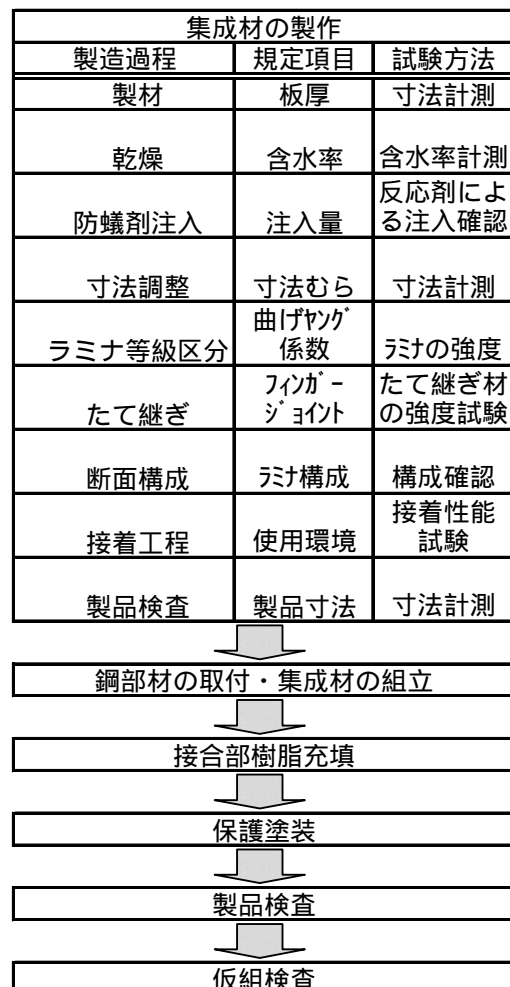 集成材の製作
製造過程 規定項目 試験方法
製材 板厚 寸法計測
乾燥 含水率 含水率計測
防蟻剤注入 注入量 反応剤によ
る注入確認
寸法調整 寸法むら 寸法計測
ラミナ等級区分 曲げﾔﾝｸﾞ
係数 ﾗﾐﾅの強度
たて継ぎ ﾌｨﾝｶﾞｰ
ｼﾞｮｲﾝﾄ たて継ぎ材
の強度試験
断面構成 ﾗﾐﾅ構成 構成確認
接着工程 使用環境 接着性能
試験
製品検査 製品寸法 寸法計測
鋼部材の取付・集成材の組立
接合部樹脂充填
保護塗装
製品検査
仮組検査